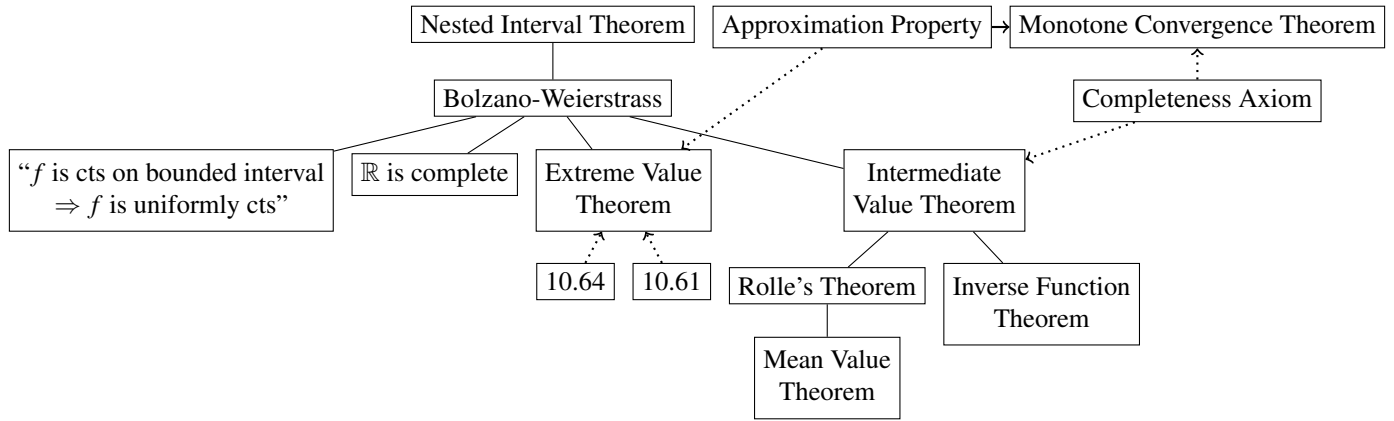 Nested Interval Theorem
Approximation Property
Monotone Convergence Theorem
Bolzano-Weierstrass
Completeness Axiom
“f is cts on bounded interval
⇒ f is uniformly cts”
ℝ is complete
Extreme Value
Theorem
Intermediate
Value Theorem
10.64
10.61
Rolle's Theorem
Inverse Function
Theorem
Mean Value
Theorem